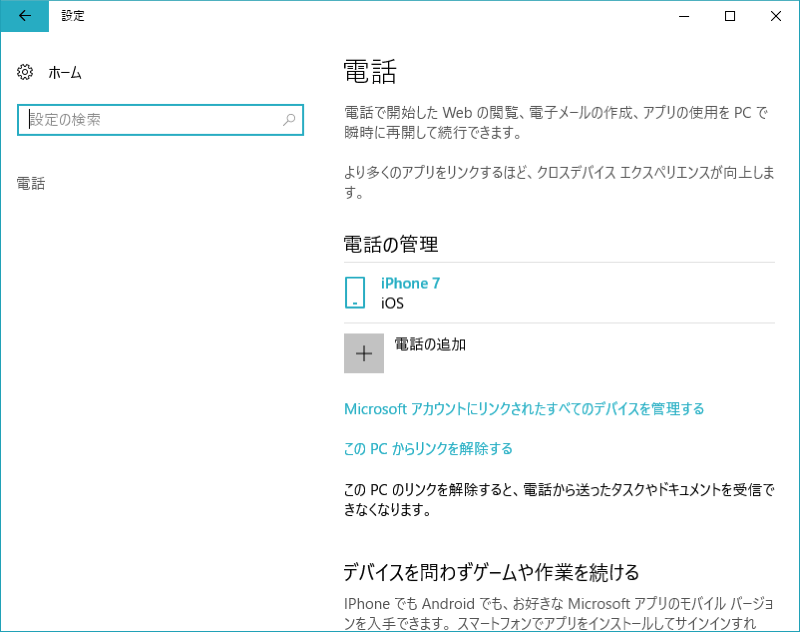 設定
ホーム
設定の検索
電話
電話
電話で開始した Web の閲覧、電子メールの作成、アプリの使用を PC で
瞬時に再開して続行できます。
より多くのアプリをリンクするほど、クロスデバイス エクスペリエンスが向上しま
す。
電話の管理
iPhone 7
iOS
電話の追加
Microsoft アカウントにリンクされたすべてのデバイスを管理する
この PC からリンクを解除する
この PC のリンクを解除すると、電話から送ったタスクやドキュメントを受信で
きなくなります。
デバイスを問わずゲームや作業を続ける
IPhone でも Android でも、お好きな Microsoft アプリのモバイル バージョ
ンを入手できます。スマートフォンでアプリをインストールしてサインインすれ